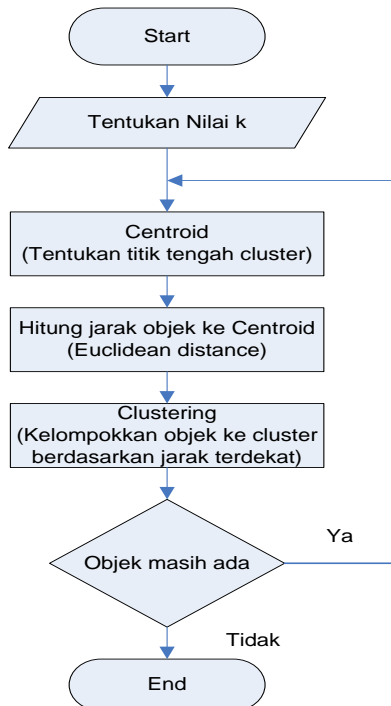 Start
Tentukan Nilai k
Centroid
(Tentukan titik tengah cluster)
Hitung jarak objek ke Centroid
(Euclidean distance)
Clustering
(Kelompokkan objek ke cluster
berdasarkan jarak terdekat)
Objek masih ada
Ya
Tidak
End